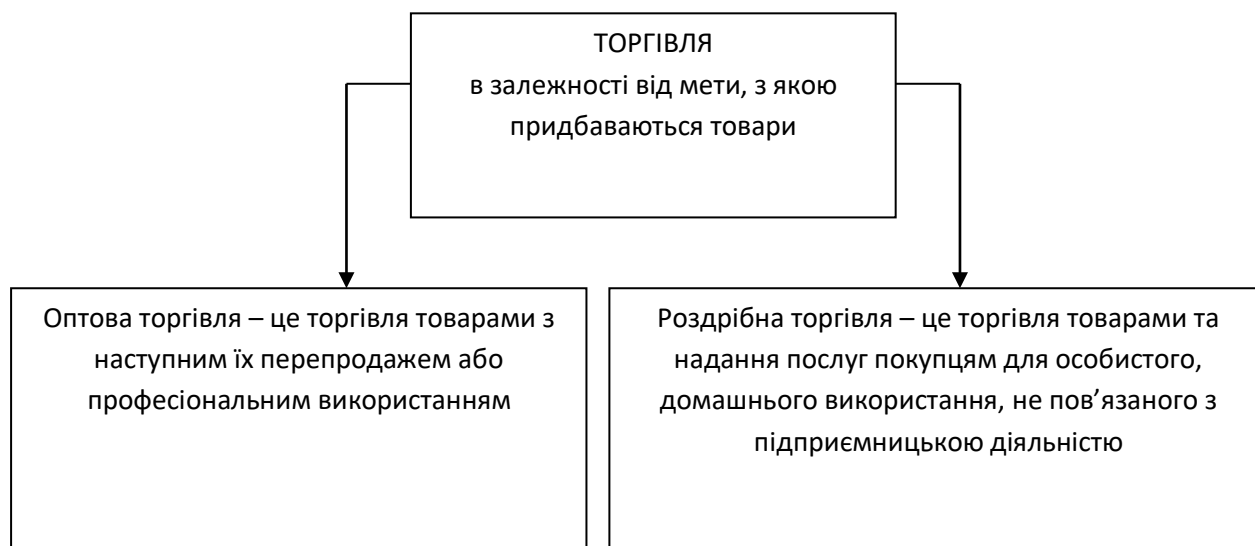 ТОРГІВЛЯ
в залежності від мети, з якою
придбаваються товари
Оптова торгівля – це торгівля товарами з
наступним їх перепродажем або
професіональним використанням
Роздрібна торгівля – це торгівля товарами та
надання послуг покупцям для особистого,
домашнього використання, не пов’язаного з
підприємницькою діяльністю